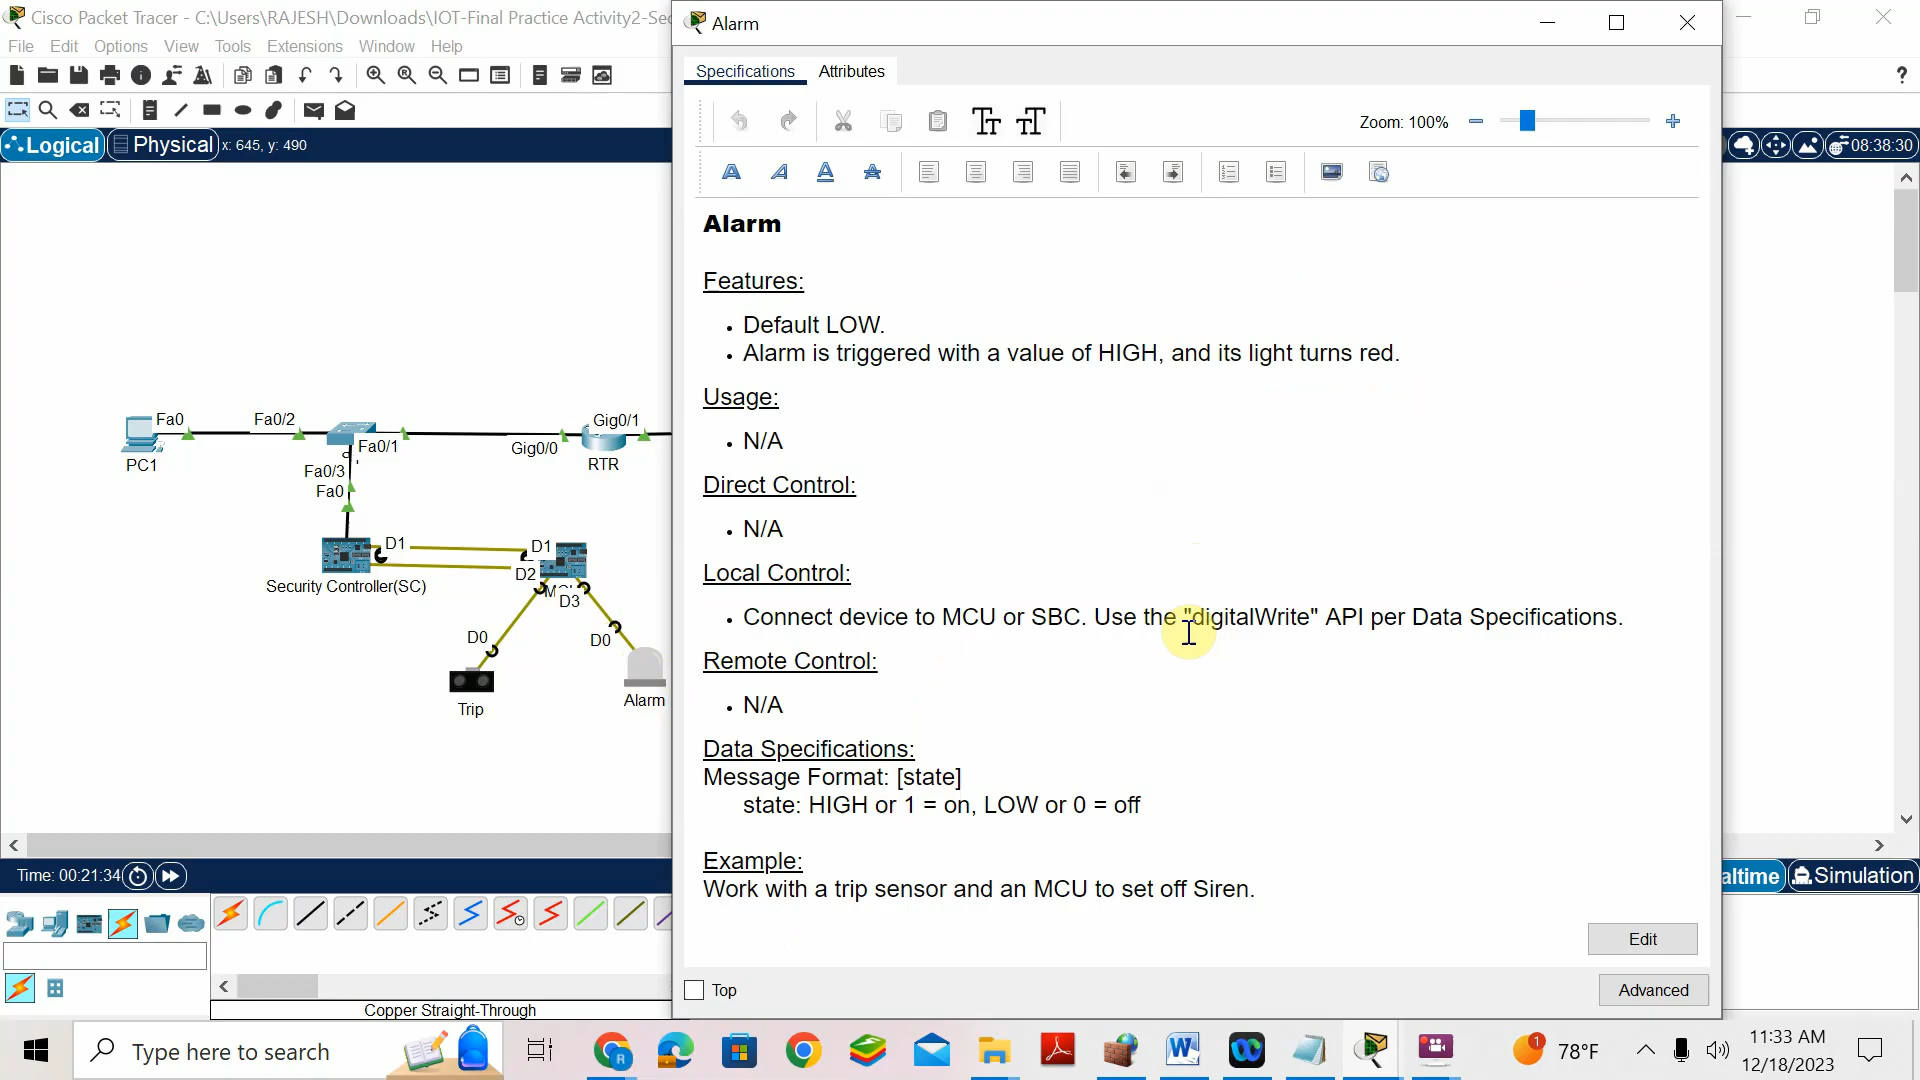 Cisco Packet Tracer - C:\Users\RAJESH\Downloads\IOT-Final Practice Activity2-Sec
Alarm
File Edit Options View Tools Extensions Window Help
Specifications Attributes
Zoom: 100%
Logical Physical x: 645, y: 490
08:38:30
Alarm
Features:
Default LOW.
Alarm is triggered with a value of HIGH, and its light turns red.
Usage:
N/A
Direct Control:
N/A
Local Control:
Connect device to MCU or SBC. Use the "digitalWrite" API per Data Specifications.
Remote Control:
N/A
Data Specifications:
Message Format: [state]
state: HIGH or 1 = on, LOW or 0 = off
Example:
Work with a trip sensor and an MCU to set off Siren.
Edit
Top
Advanced
Fa0
Fa0/2
Gig0/1
Fa0/1
Gig0/0
PC1
RTR
Fa0/3
Fa0
D1
D1
D2
Security Controller(SC)
D3
D0
D0
Trip
Alarm
Time: 00:21:34
altime Simulation
Copper Straight-Through
Type here to search
1
78°F
11:33 AM
12/18/2023